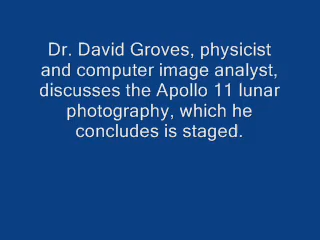 Dr. David Groves, physicist
and computer image analyst,
discusses the Apollo 11 lunar
photography, which he
concludes is staged.